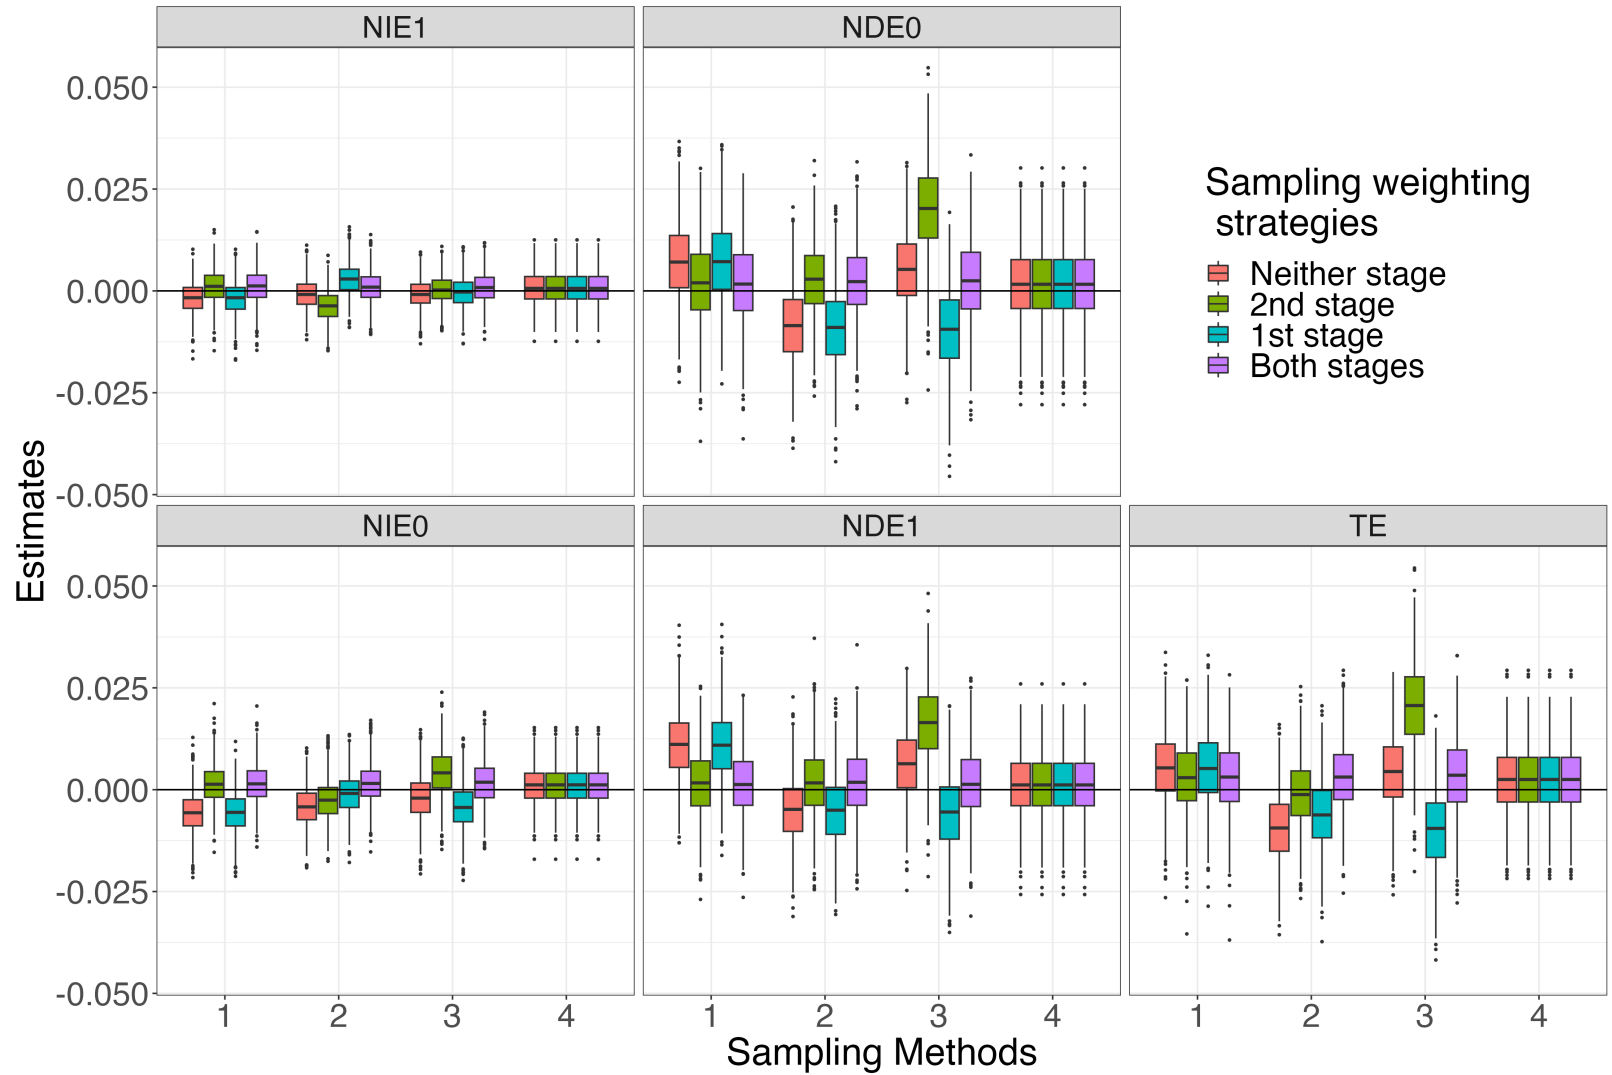 NIE1
NDE0
0.050
0.025
0.000
-0.025
-0.050
Sampling weighting
strategies
Neither stage
2nd stage
1st stage
Both stages
Estimates
NIE0
NDE1
TE
0.050
0.025
0.000
-0.025
-0.050
1 2 3 4
1 2 3 4
1 2 3 4
Sampling Methods